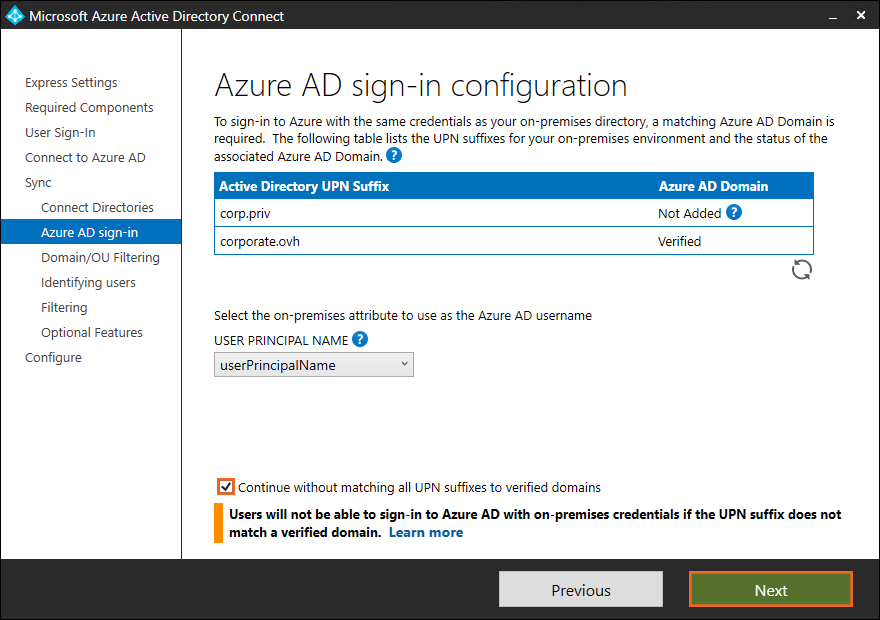 Microsoft Azure Active Directory Connect
Express Settings
Required Components
User Sign-In
Connect to Azure AD
Sync
Connect Directories
Azure AD sign-in
Domain/OU Filtering
Identifying users
Filtering
Optional Features
Configure
Azure AD sign-in configuration
To sign-in to Azure with the same credentials as your on-premises directory, a matching Azure AD Domain is
required. The following table lists the UPN suffixes for your on-premises environment and the status of the
associated Azure AD Domain. ?
Active Directory UPN Suffix Azure AD Domain
corp.priv Not Added ?
corporate.ovh Verified
Select the on-premises attribute to use as the Azure AD username
USER PRINCIPAL NAME ?
userPrincipalName
Continue without matching all UPN suffixes to verified domains
Users will not be able to sign-in to Azure AD with on-premises credentials if the UPN suffix does not
match a verified domain. Learn more
Previous Next